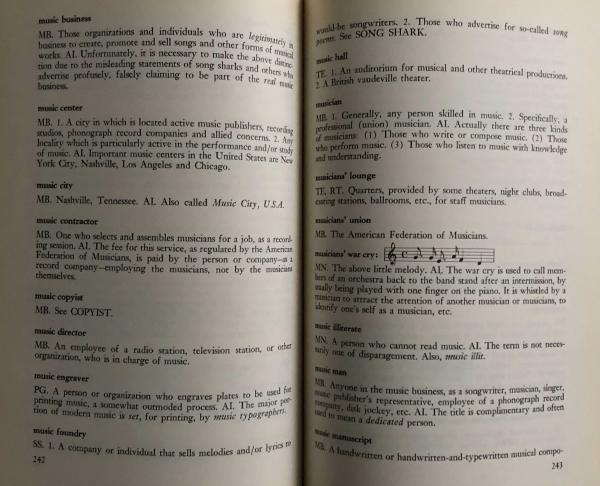 music business
MB. Those organizations and individuals who are legitimately in
business to create, promote and sell songs and other forms of musical
works. AI. Unfortunately, it is necessary to make the above distinc-
tion due to the misleading statements of song sharks and others who
advertise profusely, falsely claiming to be part of the real music
business.
music center
MB. 1. A city in which is located active music publishers, recording
studios, phonograph record companies and allied concerns. 2. Any
locality which is particularly active in the performance and/or study
of music. AI. Important music centers in the United States are New
York City, Nashville, Los Angeles and Chicago.
music city
MB. Nashville, Tennessee. AI. Also called Music City, U.S.A.
music contractor
MB. One who selects and assembles musicians for a job, as a record-
ing session. AI. The fee for this service, as regulated by the American
Federation of Musicians, is paid by the person or company—as a
record company—employing the musicians, not by the musicians
themselves.
music copyist
MB. See COPYIST.
music director
MB. An employee of a radio station, television station, or other
organization, who is in charge of music.
music engraver
PG. A person or organization who engraves plates to be used for
printing music, a somewhat outmoded process. AI. The major por-
tion of modern music is set, for printing, by music typographers.
music foundry
SS. 1. A company or individual that sells melodies and/or lyrics to
242
would-be songwriters. 2. Those who advertise for so-called song
poems. See SONG SHARK.
music hall
TE. 1. An auditorium for musical and other theatrical productions.
2. A British vaudeville theater.
musician
MB. 1. Generally, any person skilled in music. 2. Specifically, a
professional (union) musician. AI. Actually there are three kinds
of musicians: (1) Those who write or compose music. (2) Those
who perform music. (3) Those who listen to music with knowledge
and understanding.
musicians' lounge
TE, RT. Quarters, provided by some theaters, night clubs, broad-
casting stations, ballrooms, etc., for staff musicians.
musicians' union
MB. The American Federation of Musicians.
musicians' war cry:
MN. The above little melody. AI. The war cry is used to call mem-
bers of an orchestra back to the band stand after an intermission, by
usually being played with one finger on the piano. It is whistled by a
musician to attract the attention of another musician or musicians, to
identify one's self as a musician, etc.
music illiterate
MN. A person who cannot read music. AI. The term is not neces-
sarily one of disparagement. Also, music illit.
music man
MB. Anyone in the music business, as a songwriter, musician, singer,
music publisher's representative, employee of a phonograph record
company, disk jockey, etc. AI. The title is complimentary and often
used to mean a dedicated person.
music manuscript
MB. A handwritten or handwritten-and-typewritten musical compo-
243